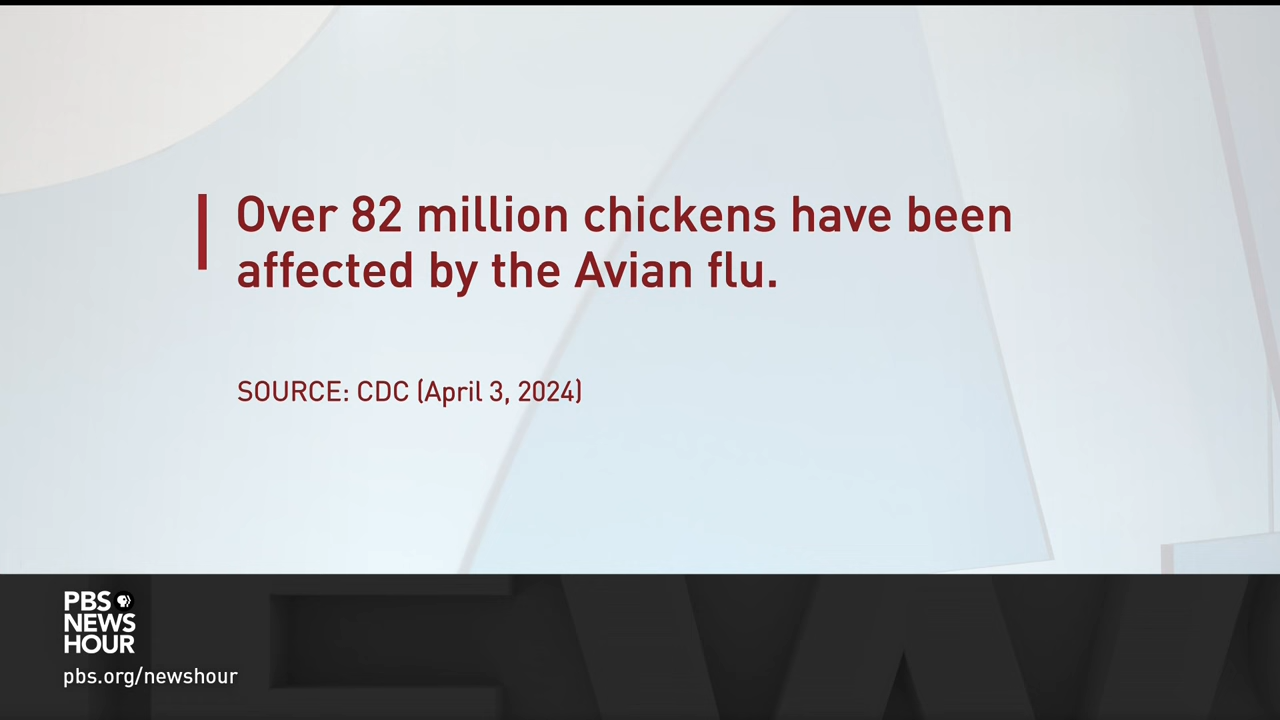 Over 82 million chickens have been
affected by the Avian flu.
SOURCE: CDC (April 3, 2024)
PBS
NEWS
HOUR
pbs.org/newshour